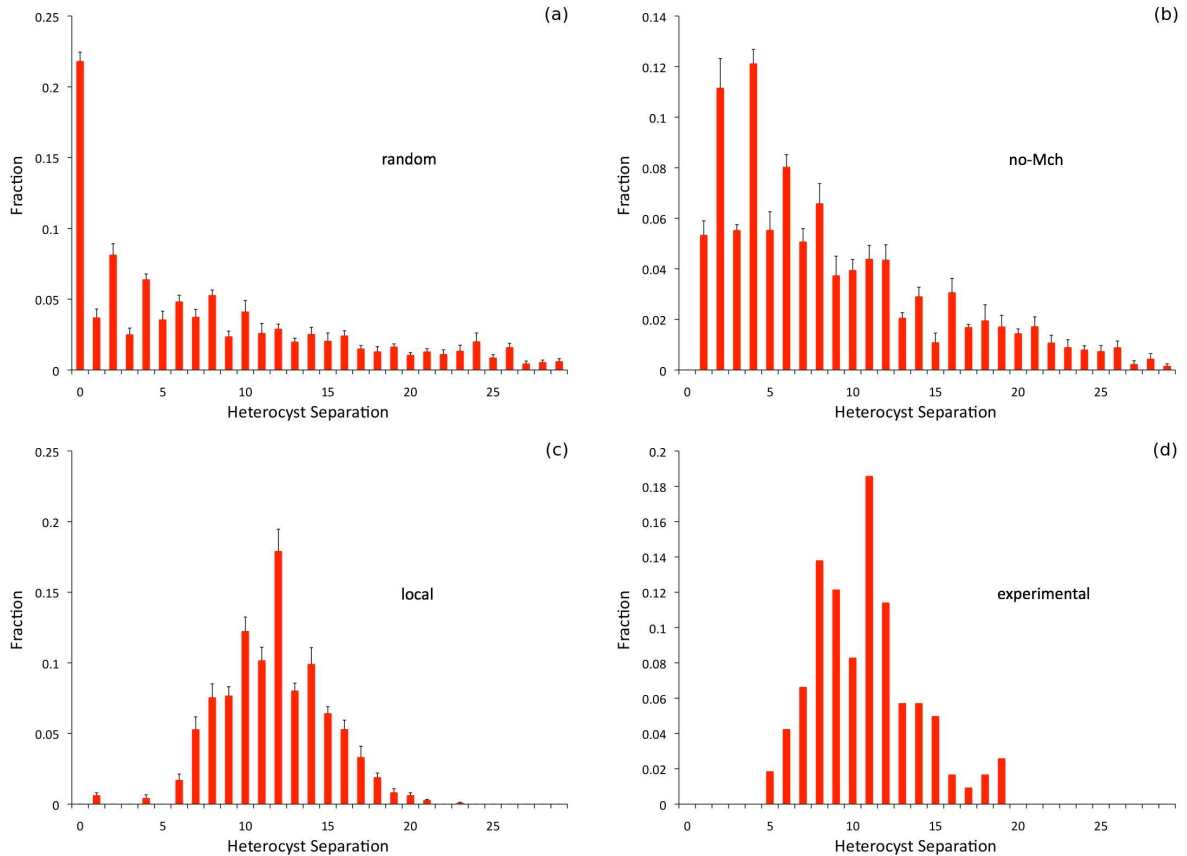 (a)
0.25
0.2
0.15
0.1
0.05
0
Fraction
random
0 5 10 15 20 25
Heterocyst Separation
(b)
0.14
0.12
0.1
0.08
0.06
0.04
0.02
0
Fraction
no-Mch
0 5 10 15 20 25
Heterocyst Separation
(c)
0.25
0.2
0.15
0.1
0.05
0
Fraction
local
0 5 10 15 20 25
Heterocyst Separation
(d)
0.2
0.18
0.16
0.14
0.12
0.1
0.08
0.06
0.04
0.02
0
Fraction
experimental
0 5 10 15 20 25
Heterocyst Separation